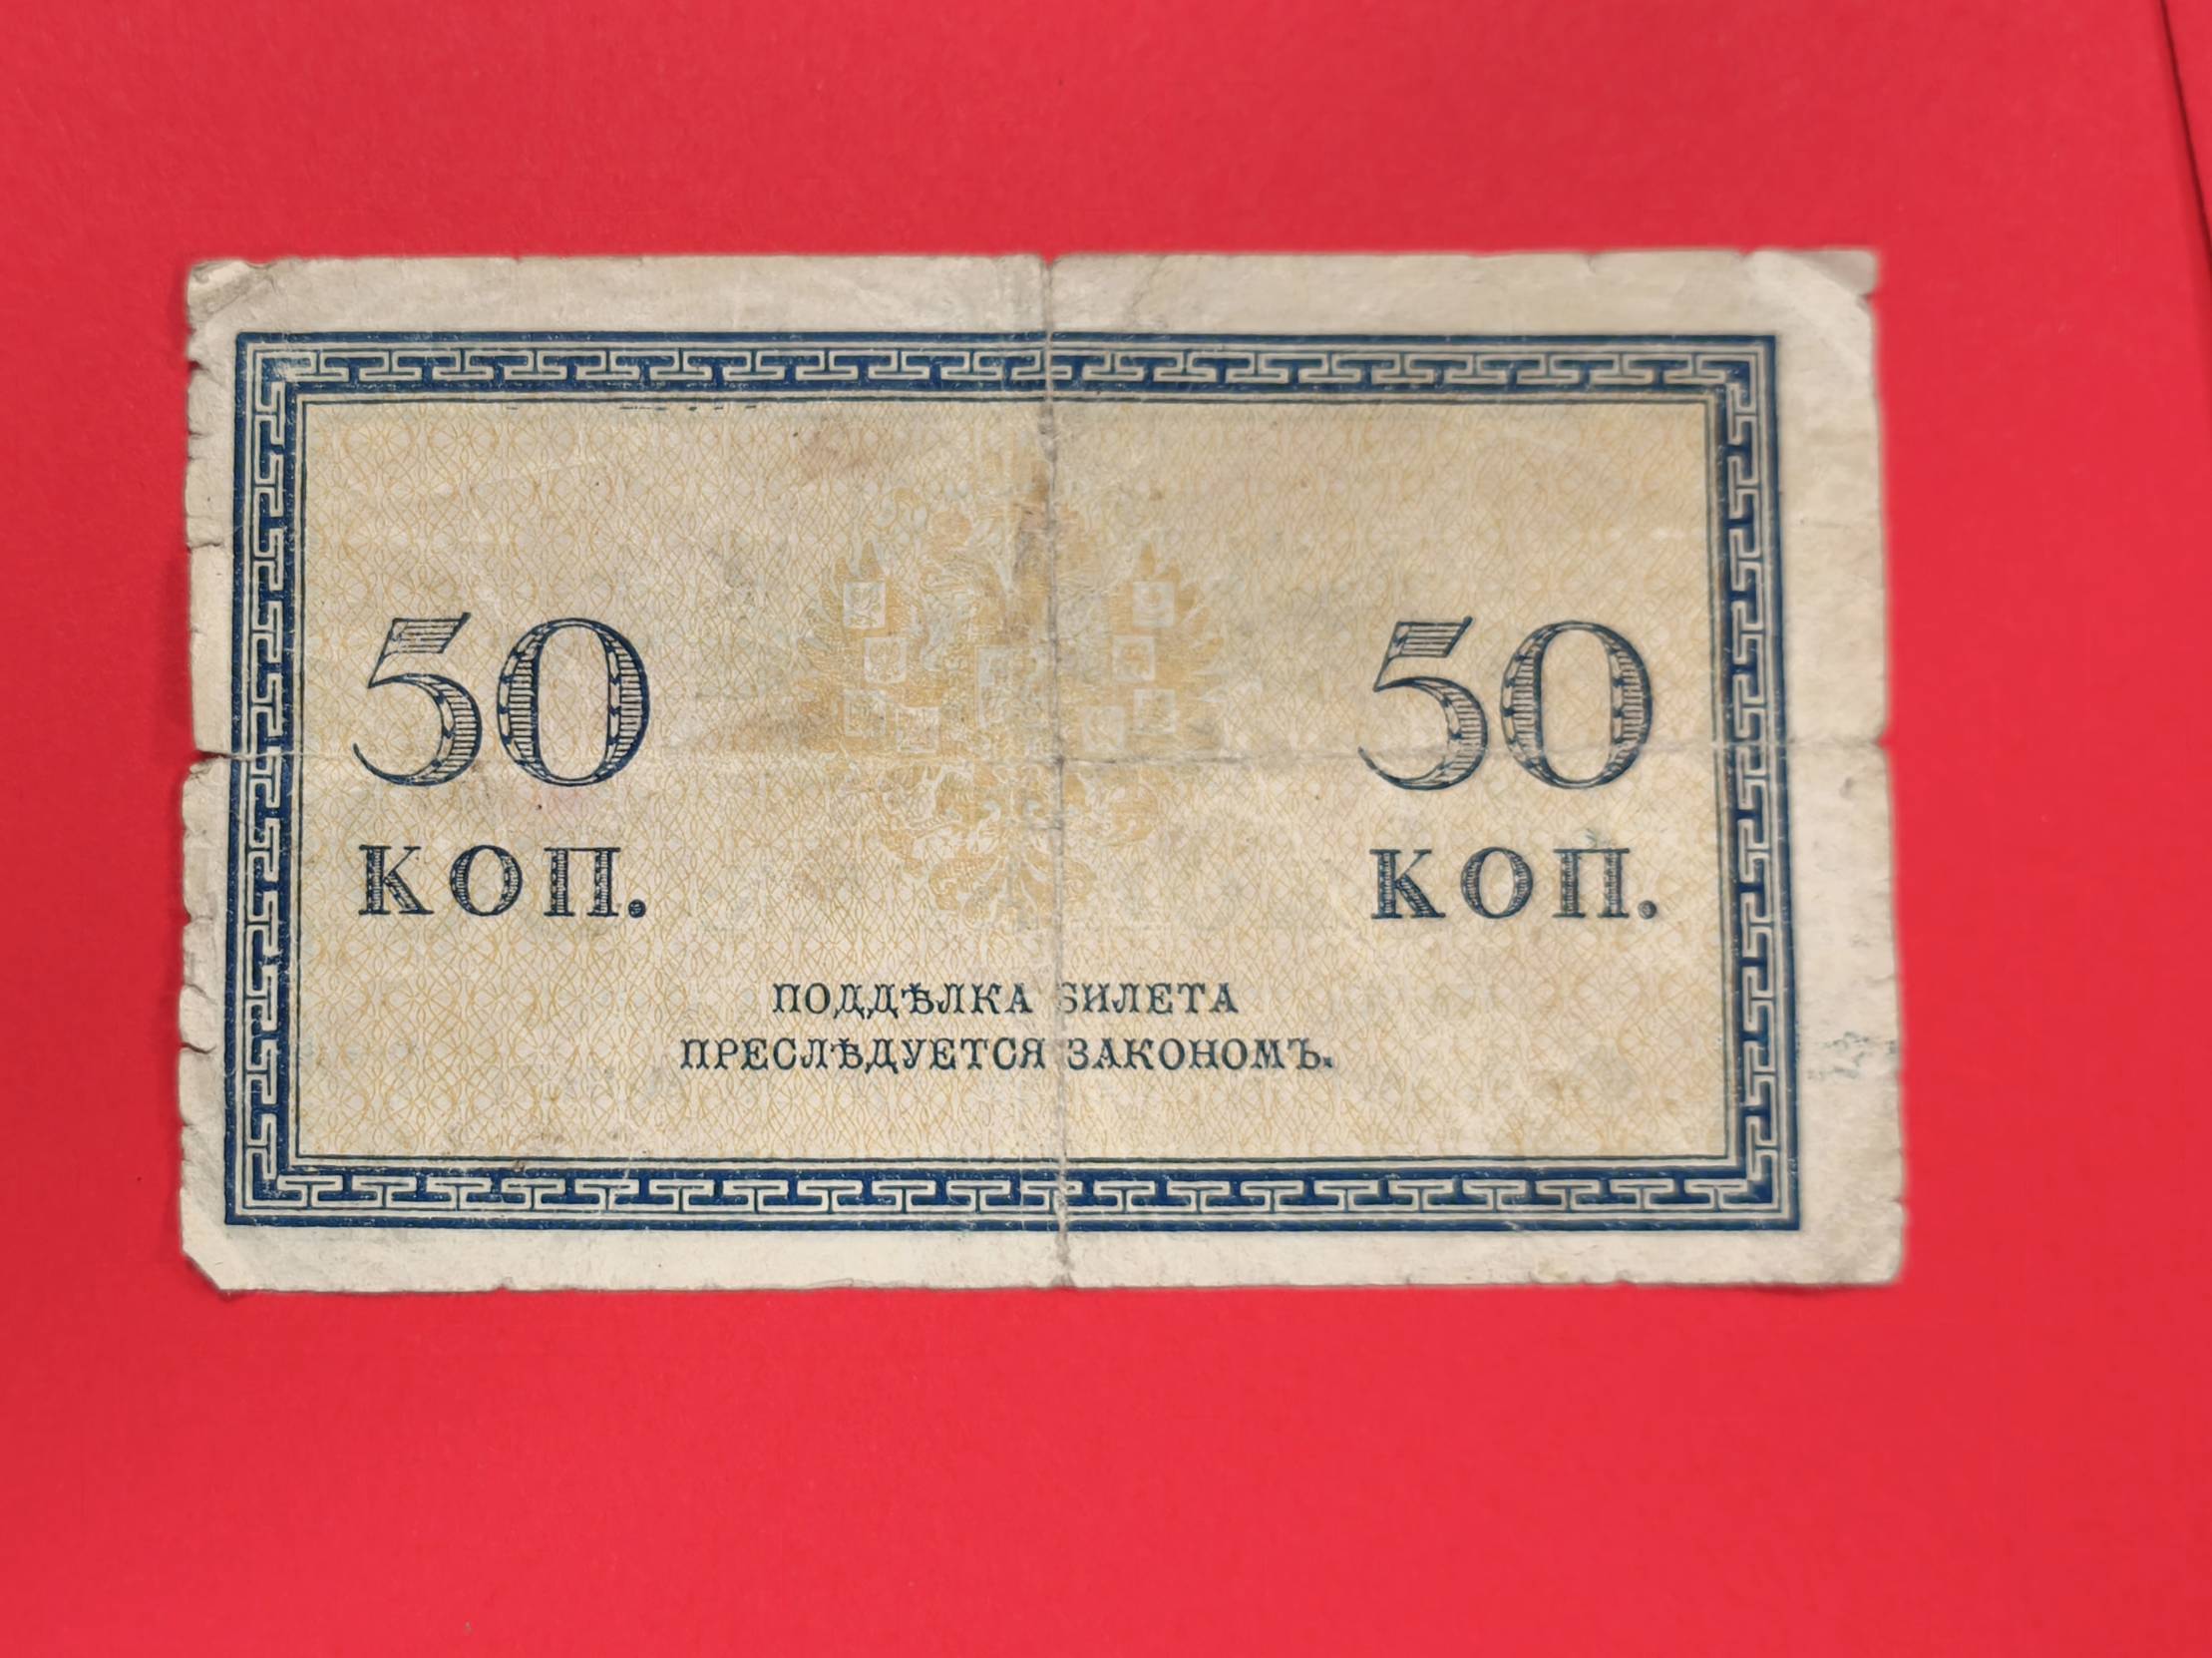 50 50
КОП. КОП.
ПОДДѢЛКА БИЛЕТА
ПРЕСЛѢДУЕТСЯ ЗАКОНОМЪ.